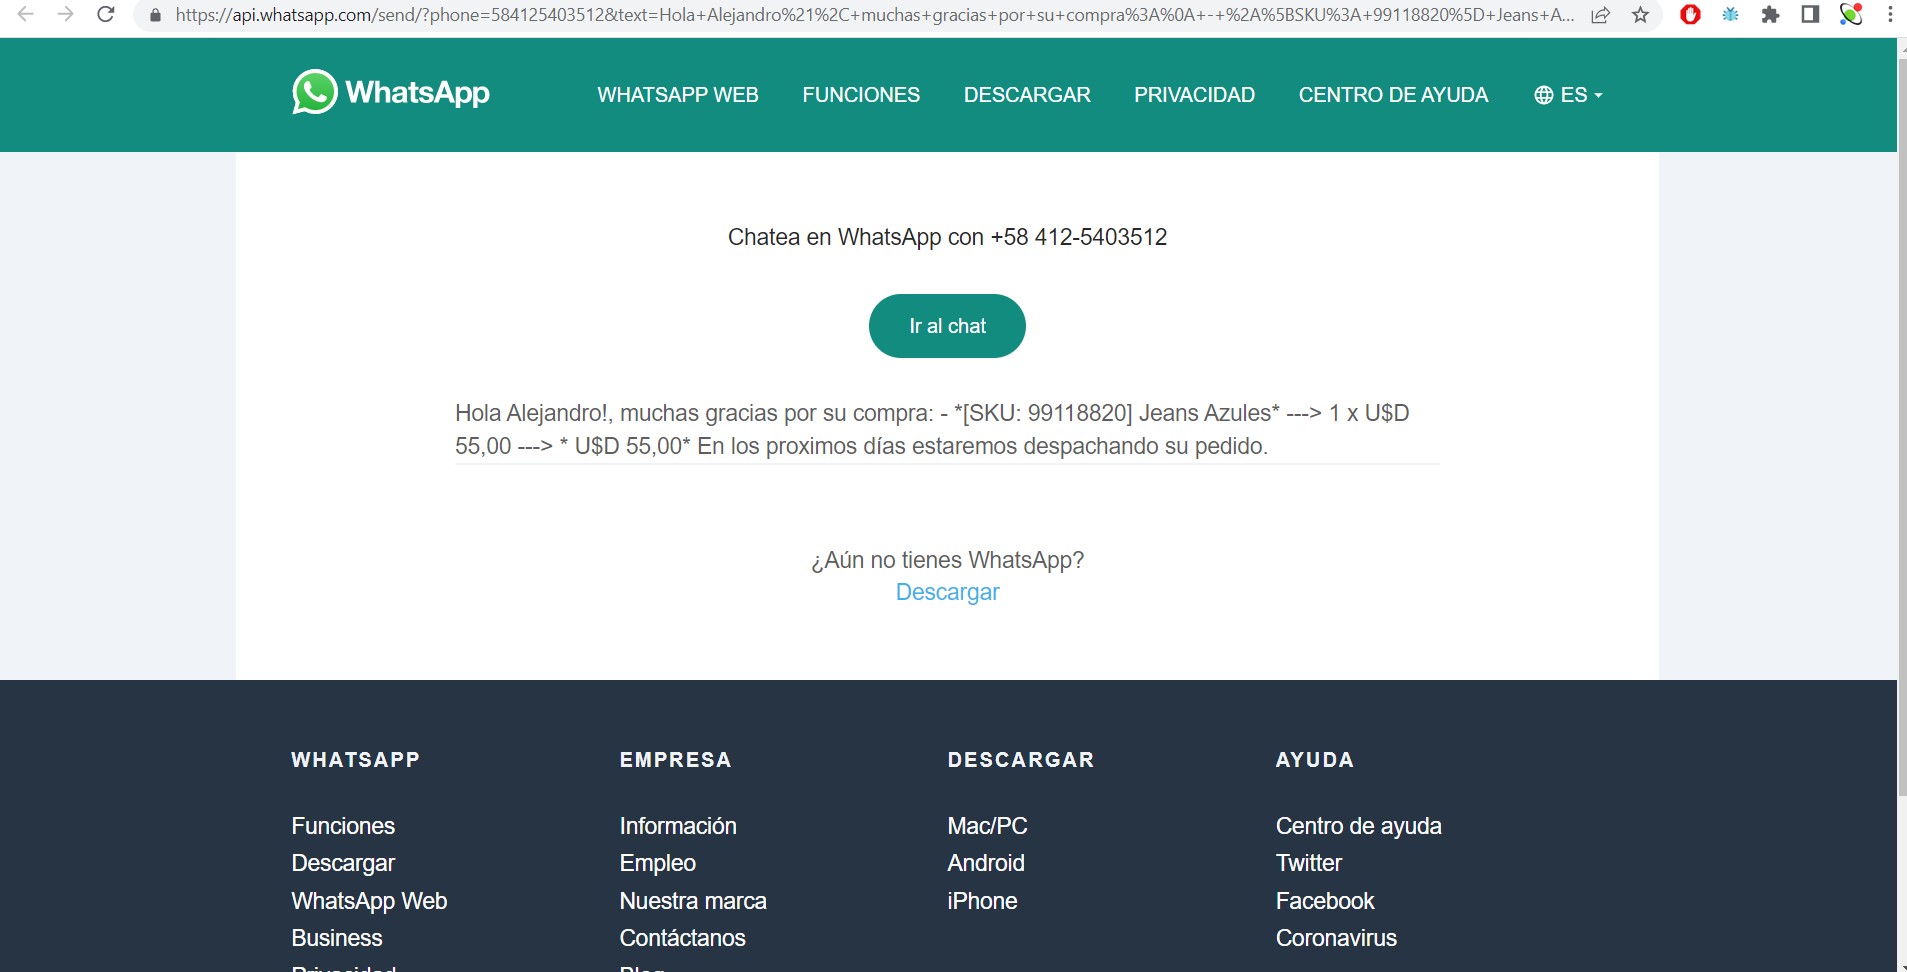 https://api.whatsapp.com/send/?phone=584125403512&text=Hola+Alejandro%21%2C+muchas+gracias+por+su+compra%3A%0A+-+%2A%5BSKU%3A+99118820%5D+Jeans+A...
WhatsApp
WHATSAPP WEB FUNCIONES DESCARGAR PRIVACIDAD CENTRO DE AYUDA ES
Chatea en WhatsApp con +58 412-5403512
Ir al chat
Hola Alejandro!, muchas gracias por su compra: - *[SKU: 99118820] Jeans Azules* ---> 1 x U$D
55,00 ---> * U$D 55,00* En los proximos días estaremos despachando su pedido.
¿Aún no tienes WhatsApp?
Descargar
WHATSAPP EMPRESA DESCARGAR AYUDA
Funciones Información Mac/PC Centro de ayuda
Descargar Empleo Android Twitter
WhatsApp Web Nuestra marca iPhone Facebook
Business Contáctanos Coronavirus
Privacidad Blog